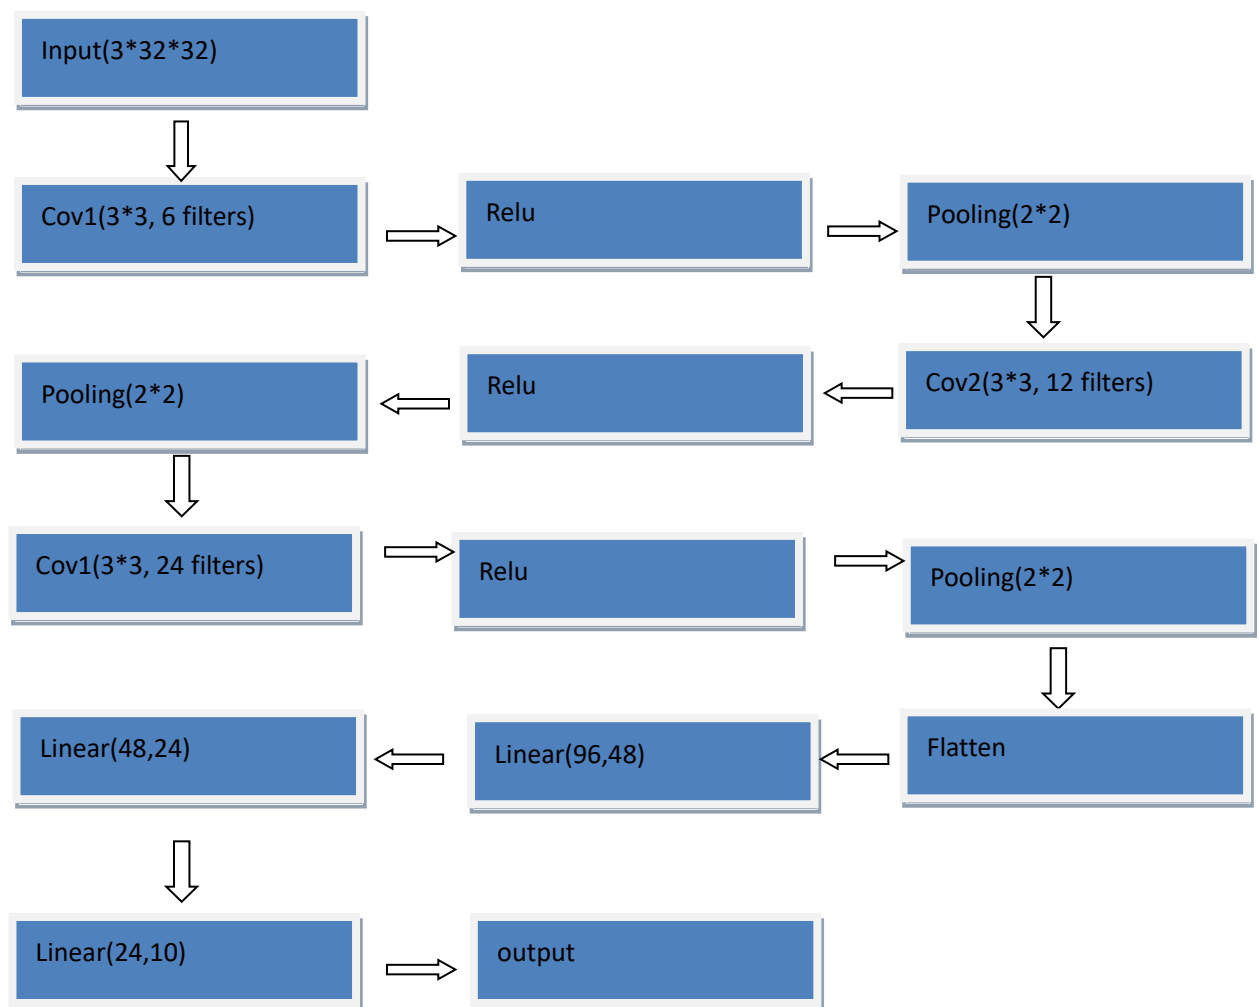 Input(3*32*32)
Cov1(3*3, 6 filters)
Relu
Pooling(2*2)
Cov2(3*3, 12 filters)
Relu
Pooling(2*2)
Cov1(3*3, 24 filters)
Relu
Pooling(2*2)
Flatten
Linear(96,48)
Linear(48,24)
Linear(24,10)
output